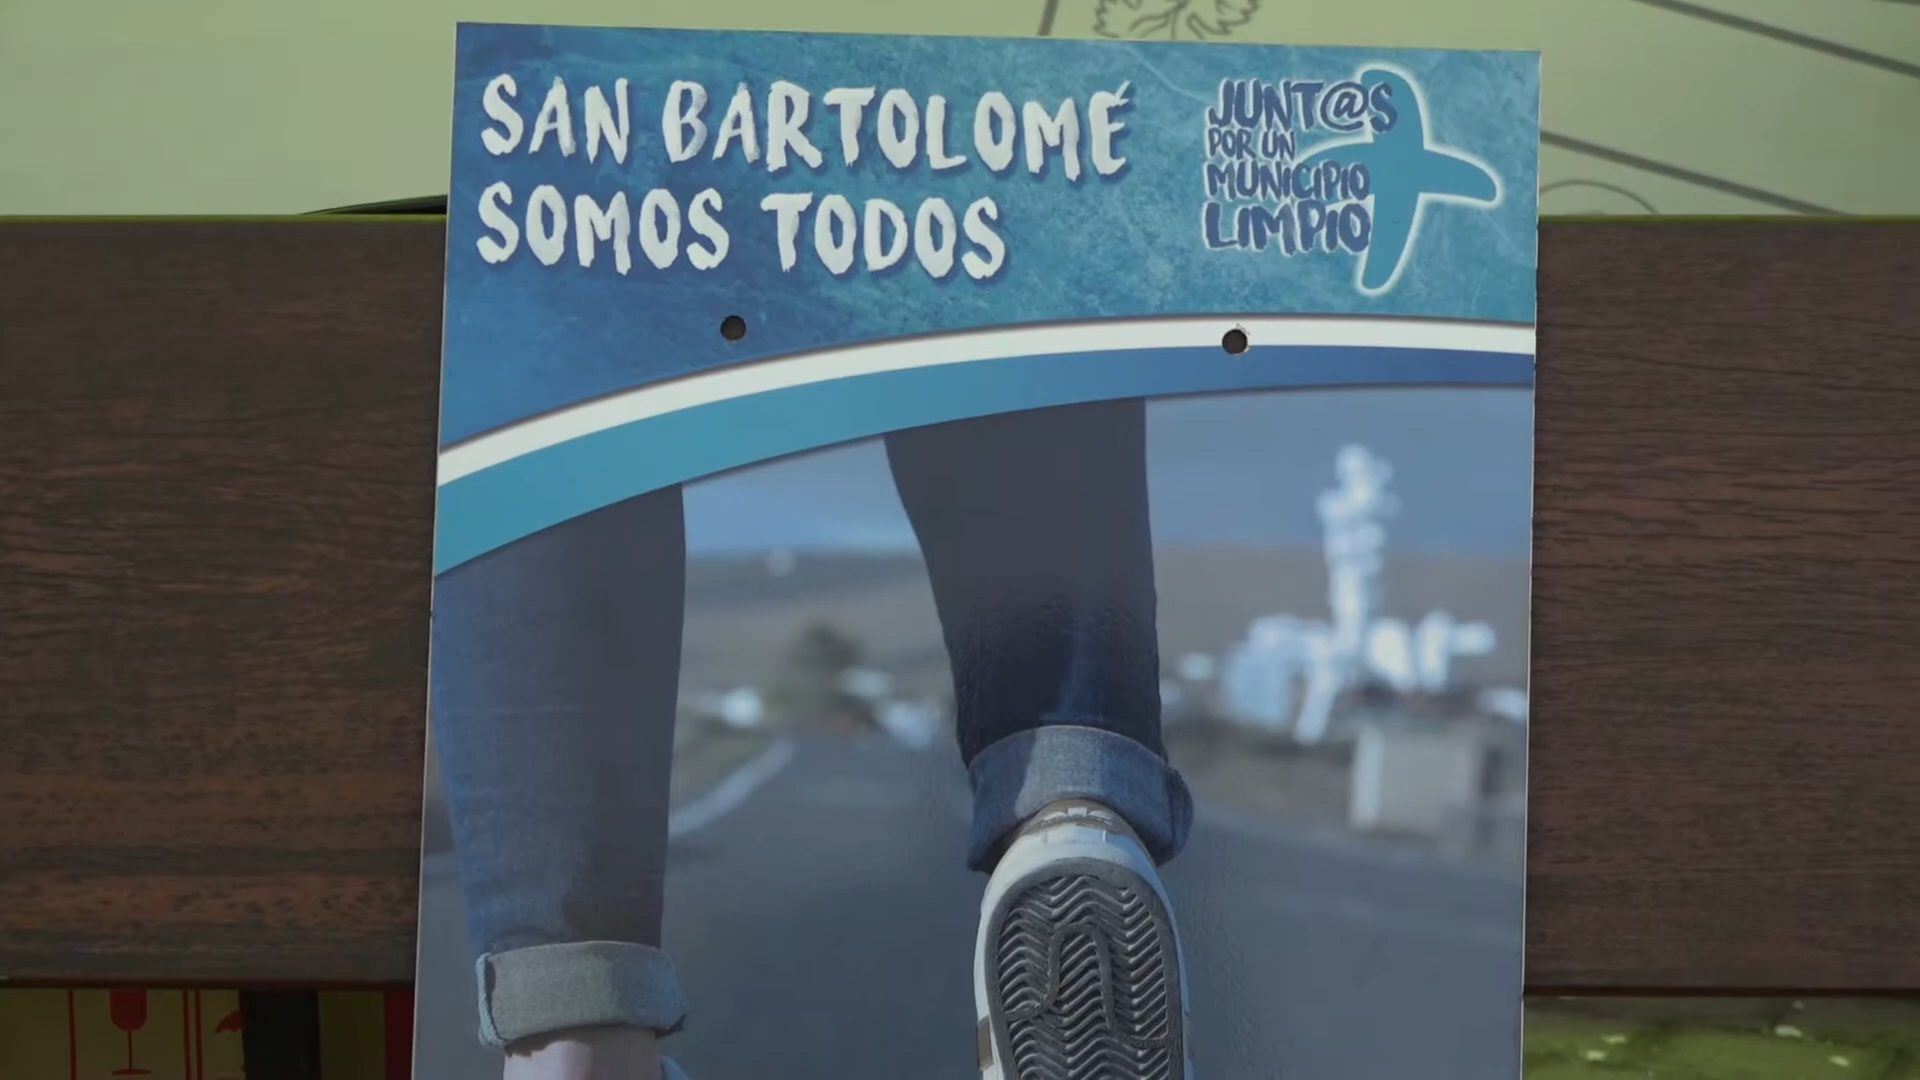 SAN BARTOLOMÉ
SOMOS TODOS
JUNT@S
POR UN
MUNICIPIO
LIMPIO